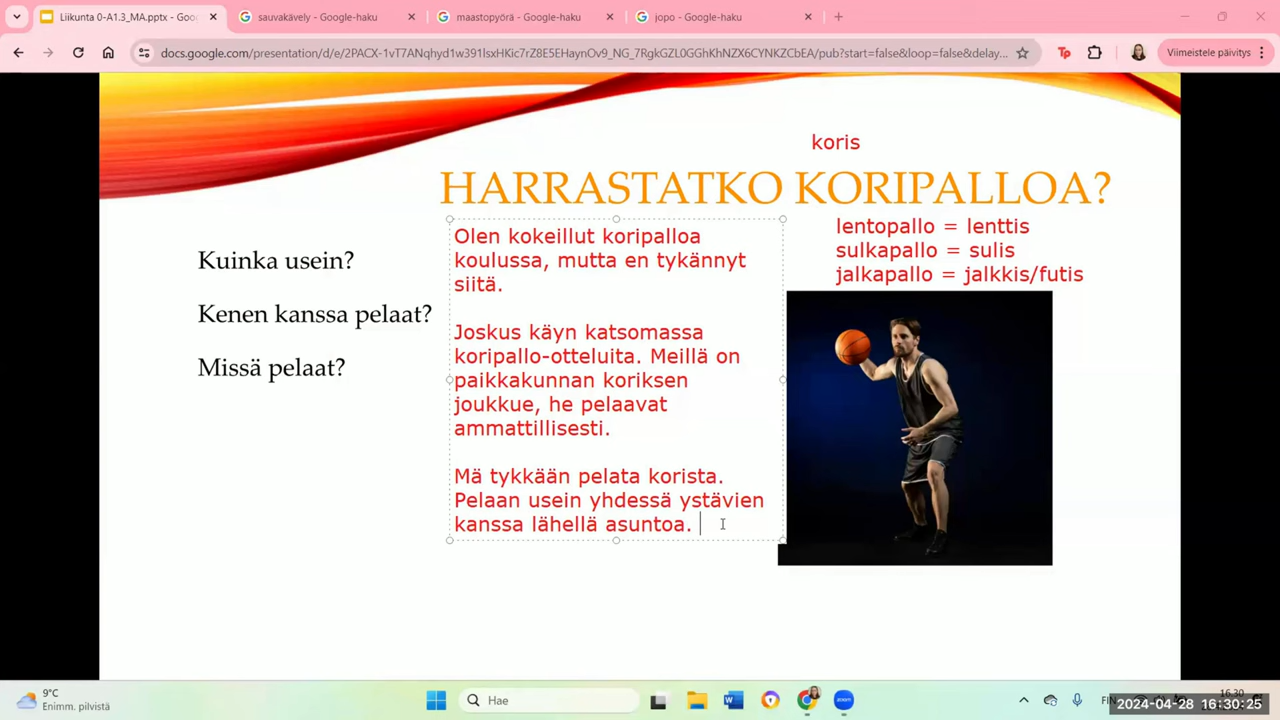 Liikunta 0-A1.3_MA.pptx - Goo
sauvakävely - Google-haku
maastopyörä - Google-haku
jopo - Google-haku
docs.google.com/presentation/d/e/2PACX-1vT7ANqhyd1w391lsxHKic7rZ8E5EHaynOv9_NG_7RgkGZL0GGhKhNZX6CYNKZCbEA/pub?start=false&loop=false&delay...
Viimeistele päivitys
koris
HARRASTATKO KORIPALLOA?
lentopallo = lenttis
sulkapallo = sulis
jalkapallo = jalkkis/futis
Kuinka usein?
Kenen kanssa pelaat?
Missä pelaat?
Olen kokeillut koripalloa
koulussa, mutta en tykännyt
siitä.
Joskus käyn katsomassa
koripallo-otteluita. Meillä on
paikkakunnan koriksen
joukkue, he pelaavat
ammattillisesti.
Mä tykkään pelata korista.
Pelaan usein yhdessä ystävien
kanssa lähellä asuntoa.
9°C
Enimm. pilvistä
Hae
FIN
16.30
2024-04-28 16:30:25